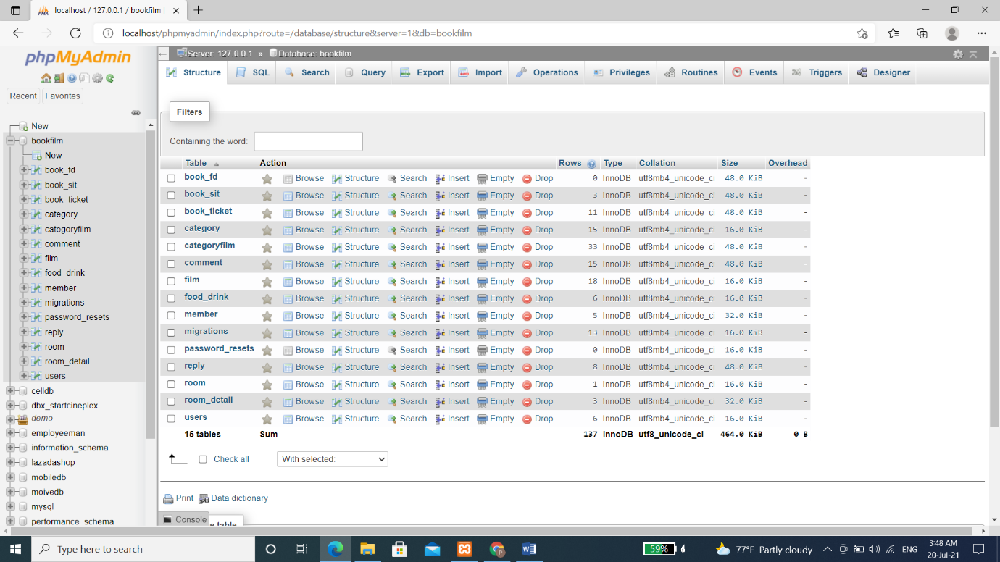 localhost / 127.0.0.1 / bookfilm |
localhost/phpmyadmin/index.php?route=/database/structure&server=1&db=bookfilm
phpMyAdmin
Recent Favorites
New
bookfilm
New
book_fd
book_sit
book_ticket
category
categoryfilm
comment
film
food_drink
member
migrations
password_resets
reply
room
room_detail
users
celldb
dbx_startcineplex
demo
employeeman
information_schema
lazadashop
mobiledb
moivedb
mysql
performance_schema
Server: 127.0.0.1 » Database: bookfilm
Structure SQL Search Query Export Import Operations Privileges Routines Events Triggers Designer
Filters
Containing the word:
Table Action Rows Type Collation Size Overhead
book_fd Browse Structure Search Insert Empty Drop 0 InnoDB utf8mb4_unicode_ci 48.0 KiB -
book_sit Browse Structure Search Insert Empty Drop 3 InnoDB utf8mb4_unicode_ci 48.0 KiB -
book_ticket Browse Structure Search Insert Empty Drop 11 InnoDB utf8mb4_unicode_ci 48.0 KiB -
category Browse Structure Search Insert Empty Drop 15 InnoDB utf8mb4_unicode_ci 16.0 KiB -
categoryfilm Browse Structure Search Insert Empty Drop 33 InnoDB utf8mb4_unicode_ci 48.0 KiB -
comment Browse Structure Search Insert Empty Drop 15 InnoDB utf8mb4_unicode_ci 48.0 KiB -
film Browse Structure Search Insert Empty Drop 18 InnoDB utf8mb4_unicode_ci 16.0 KiB -
food_drink Browse Structure Search Insert Empty Drop 6 InnoDB utf8mb4_unicode_ci 16.0 KiB -
member Browse Structure Search Insert Empty Drop 5 InnoDB utf8mb4_unicode_ci 32.0 KiB -
migrations Browse Structure Search Insert Empty Drop 13 InnoDB utf8mb4_unicode_ci 16.0 KiB -
password_resets Browse Structure Search Insert Empty Drop 0 InnoDB utf8mb4_unicode_ci 16.0 KiB -
reply Browse Structure Search Insert Empty Drop 8 InnoDB utf8mb4_unicode_ci 48.0 KiB -
room Browse Structure Search Insert Empty Drop 1 InnoDB utf8mb4_unicode_ci 16.0 KiB -
room_detail Browse Structure Search Insert Empty Drop 3 InnoDB utf8mb4_unicode_ci 32.0 KiB -
users Browse Structure Search Insert Empty Drop 6 InnoDB utf8mb4_unicode_ci 16.0 KiB -
15 tables Sum 137 InnoDB utf8_unicode_ci 464.0 KiB 0 B
Check all With selected:
Print Data dictionary
Console e table
Type here to search 59% 77°F Partly cloudy ENG 3:48 AM
20-Jul-21